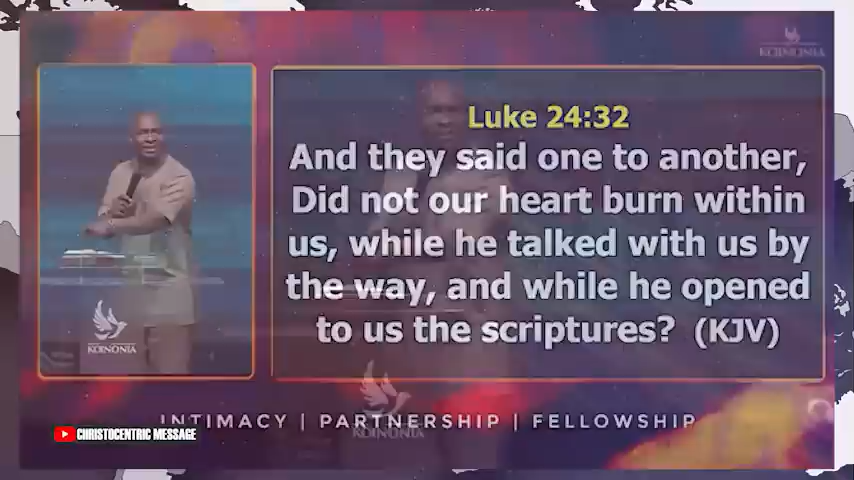 KOINONIA
Luke 24:32
And they said one to another,
Did not our heart burn within
us, while he talked with us by
the way, and while he opened
to us the scriptures? (KJV)
KOINONIA
KOINONIA
INTIMACY | PARTNERSHIP | FELLOWSHIP
CHRISTOCENTRIC MESSAGE